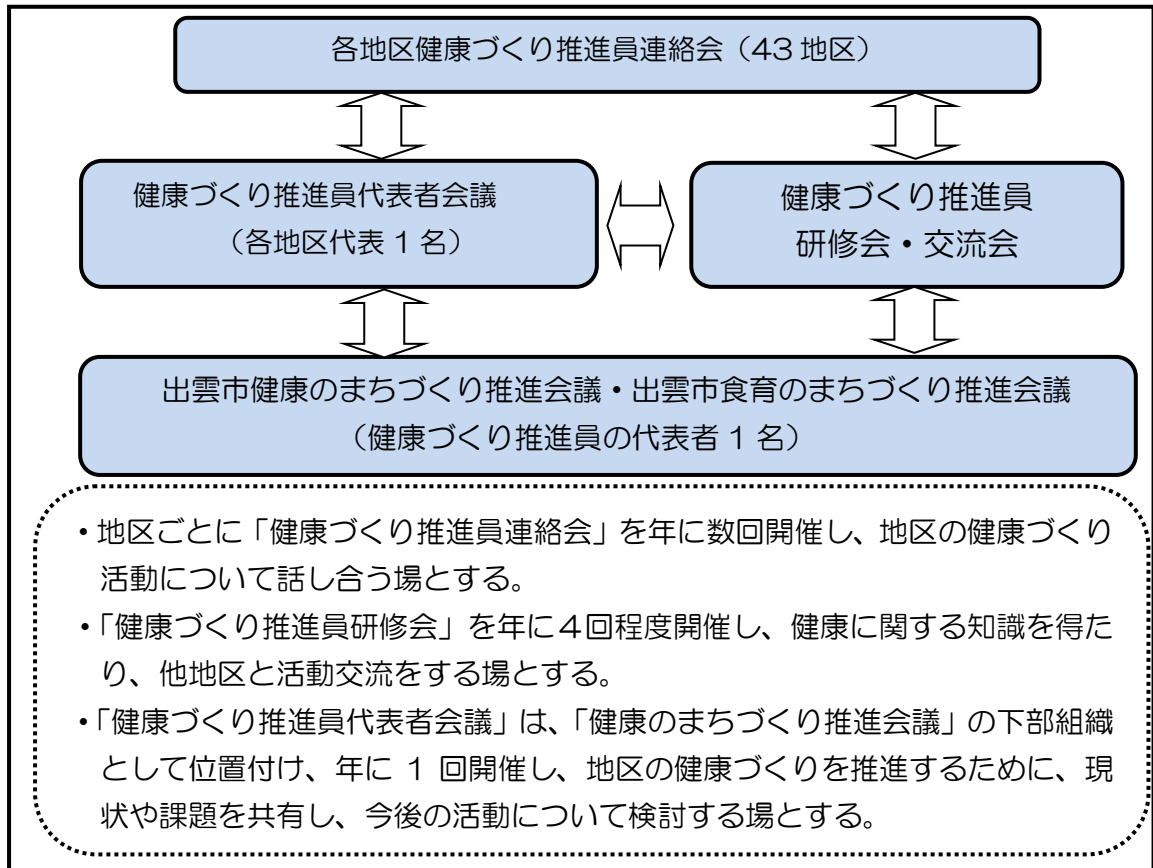 各地区健康づくり推進員連絡会（43 地区）
健康づくり推進員代表者会議
（各地区代表 1 名）
健康づくり推進員
研修会・交流会
出雲市健康のまちづくり推進会議・出雲市食育のまちづくり推進会議
（健康づくり推進員の代表者 1 名）
・地区ごとに「健康づくり推進員連絡会」を年に数回開催し、地区の健康づくり
活動について話し合う場とする。
・「健康づくり推進員研修会」を年に４回程度開催し、健康に関する知識を得た
り、他地区と活動交流をする場とする。
・「健康づくり推進員代表者会議」は、「健康のまちづくり推進会議」の下部組織
として位置付け、年に 1 回開催し、地区の健康づくりを推進するために、現
状や課題を共有し、今後の活動について検討する場とする。